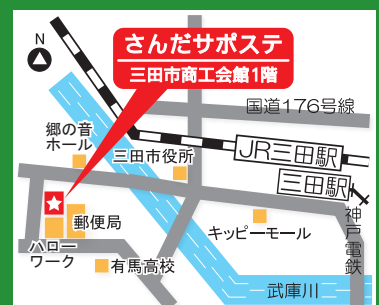 さんだサポステ
三田市商工会館1階
N
国道176号線
郷の音
ホール
三田市役所
JR三田駅
三田駅
神戸電鉄
郵便局
ハロー
ワーク
キッピーモール
有馬高校
武庫川